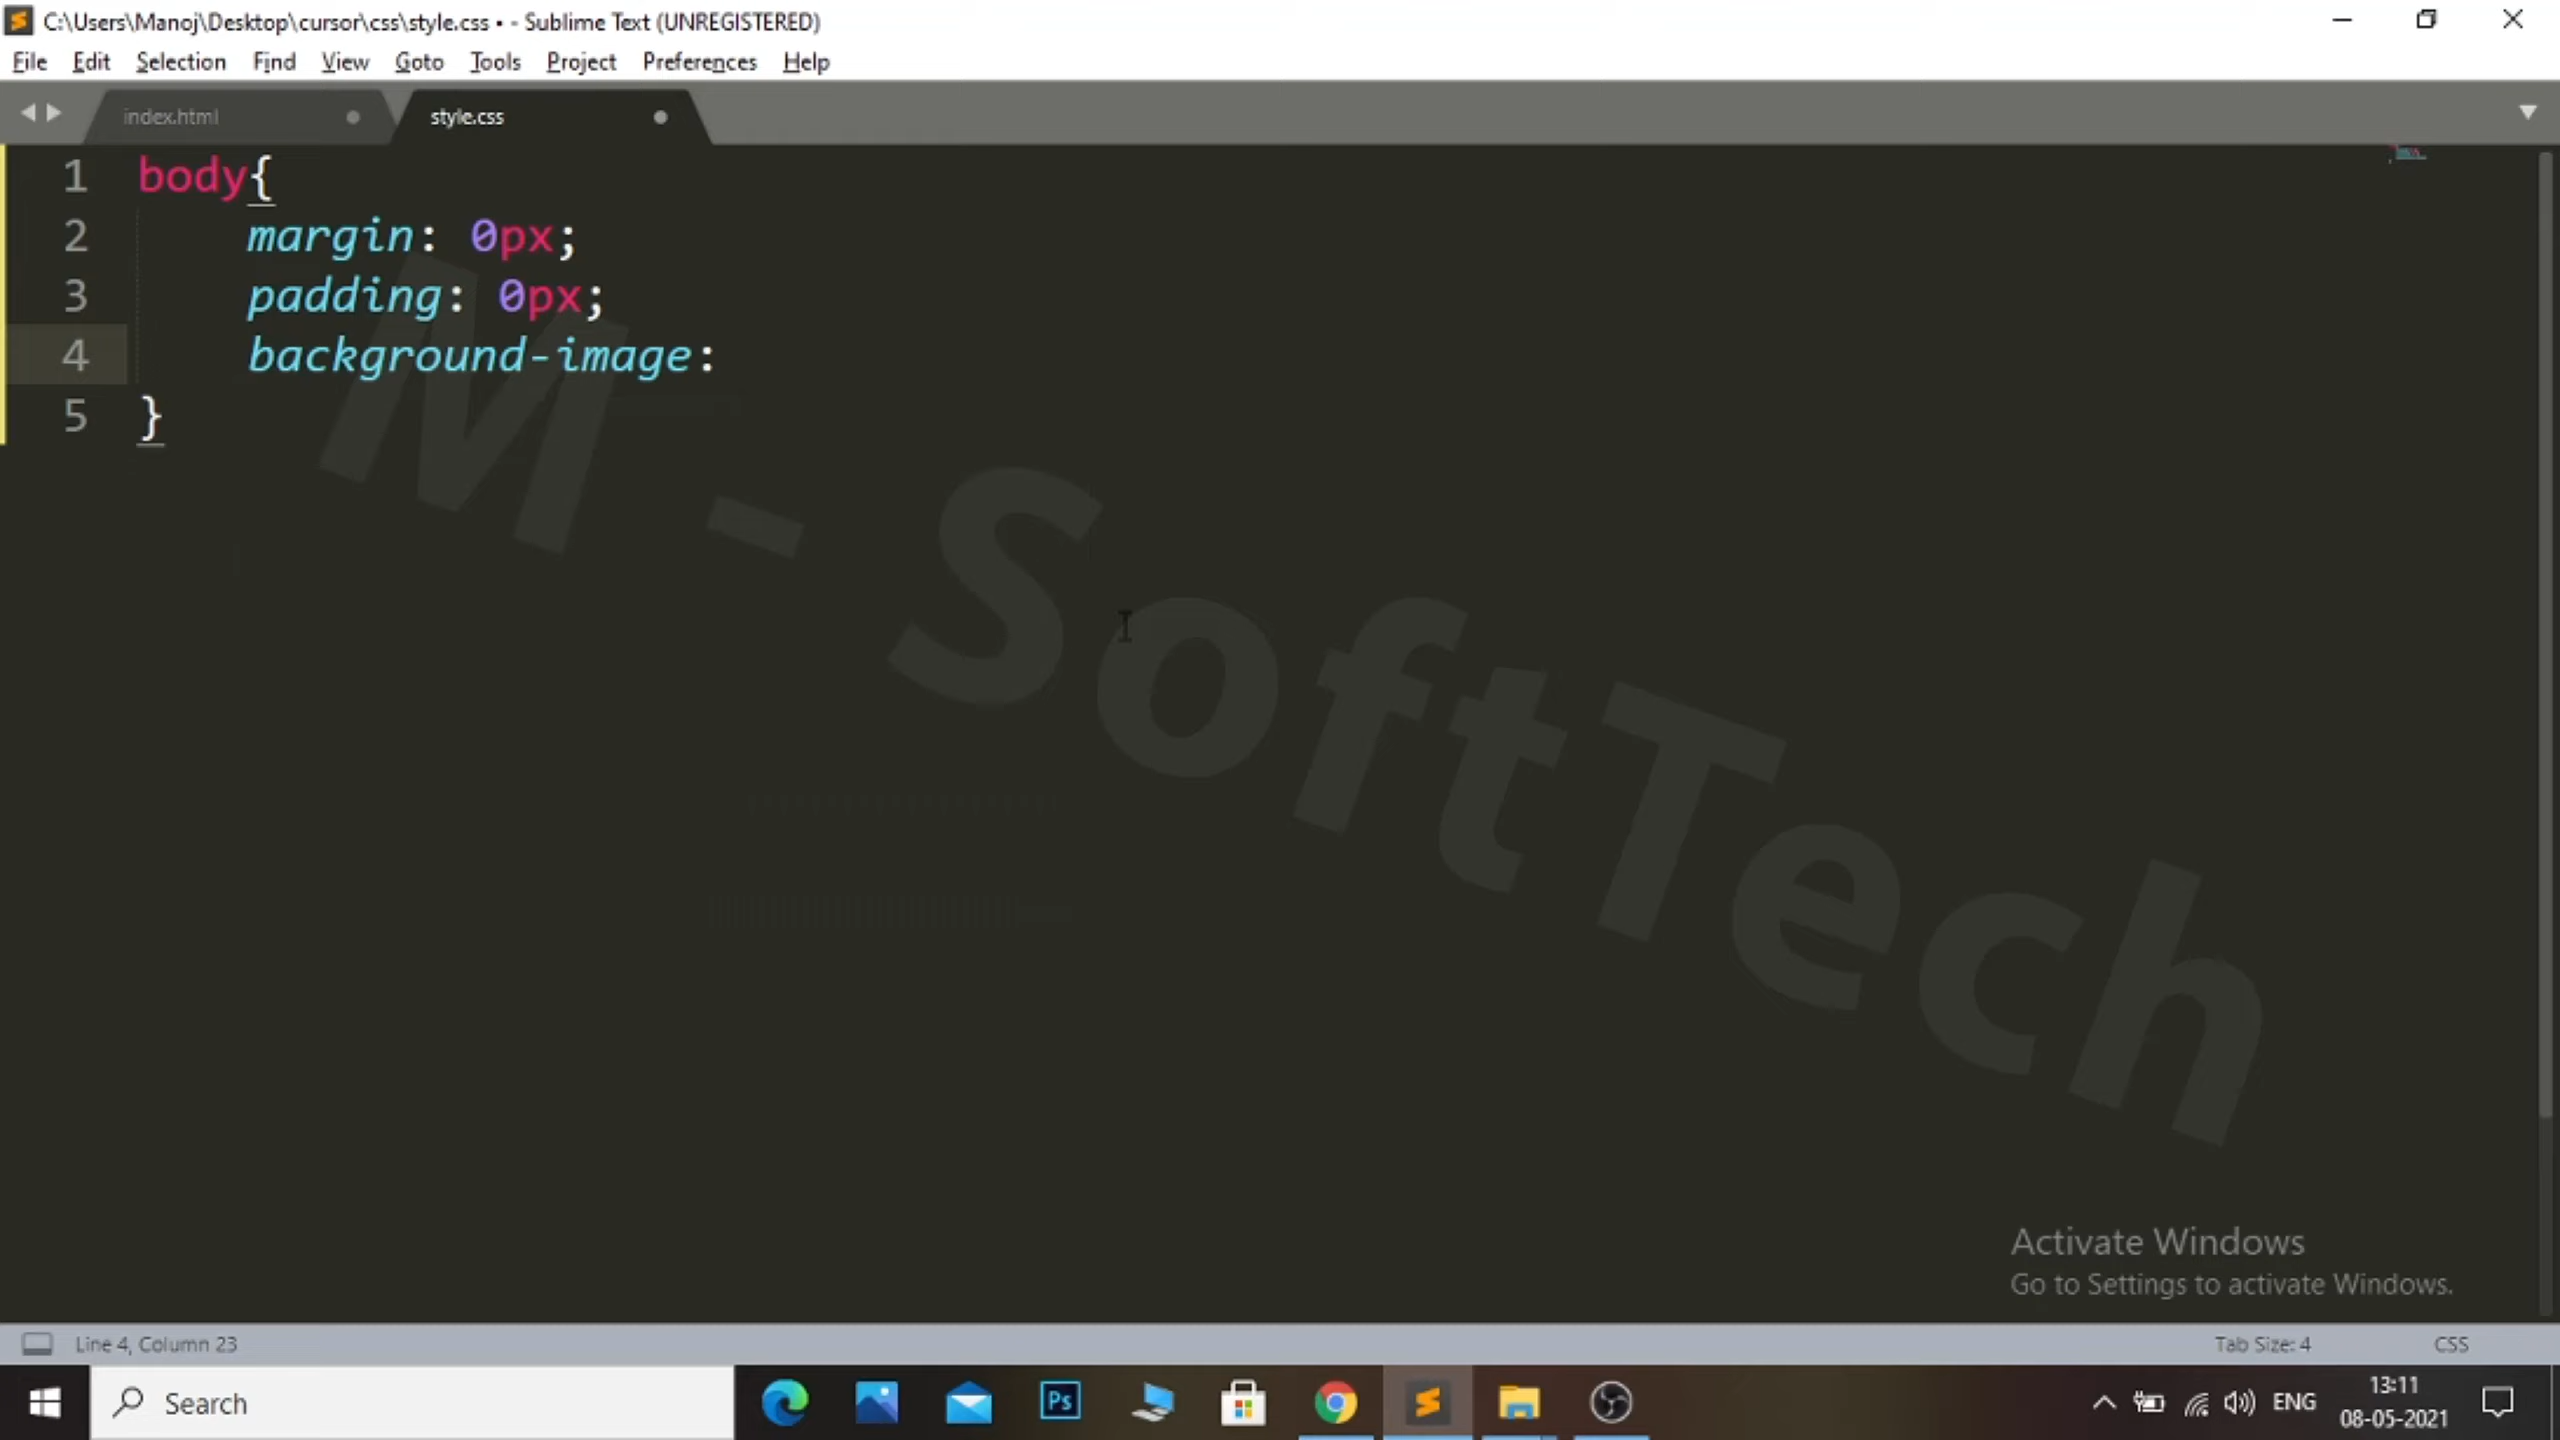 C:\Users\Manoj\Desktop\cursor\css\style.css • - Sublime Text (UNREGISTERED)
File Edit Selection Find View Goto Tools Project Preferences Help
index.html style.css
1 body{
2 margin: 0px;
3 padding: 0px;
4 background-image:
5 }
M - SoftTech
Activate Windows
Go to Settings to activate Windows.
Line 4, Column 23 Tab Size: 4 CSS
Search Ps ENG 13:11
08-05-2021